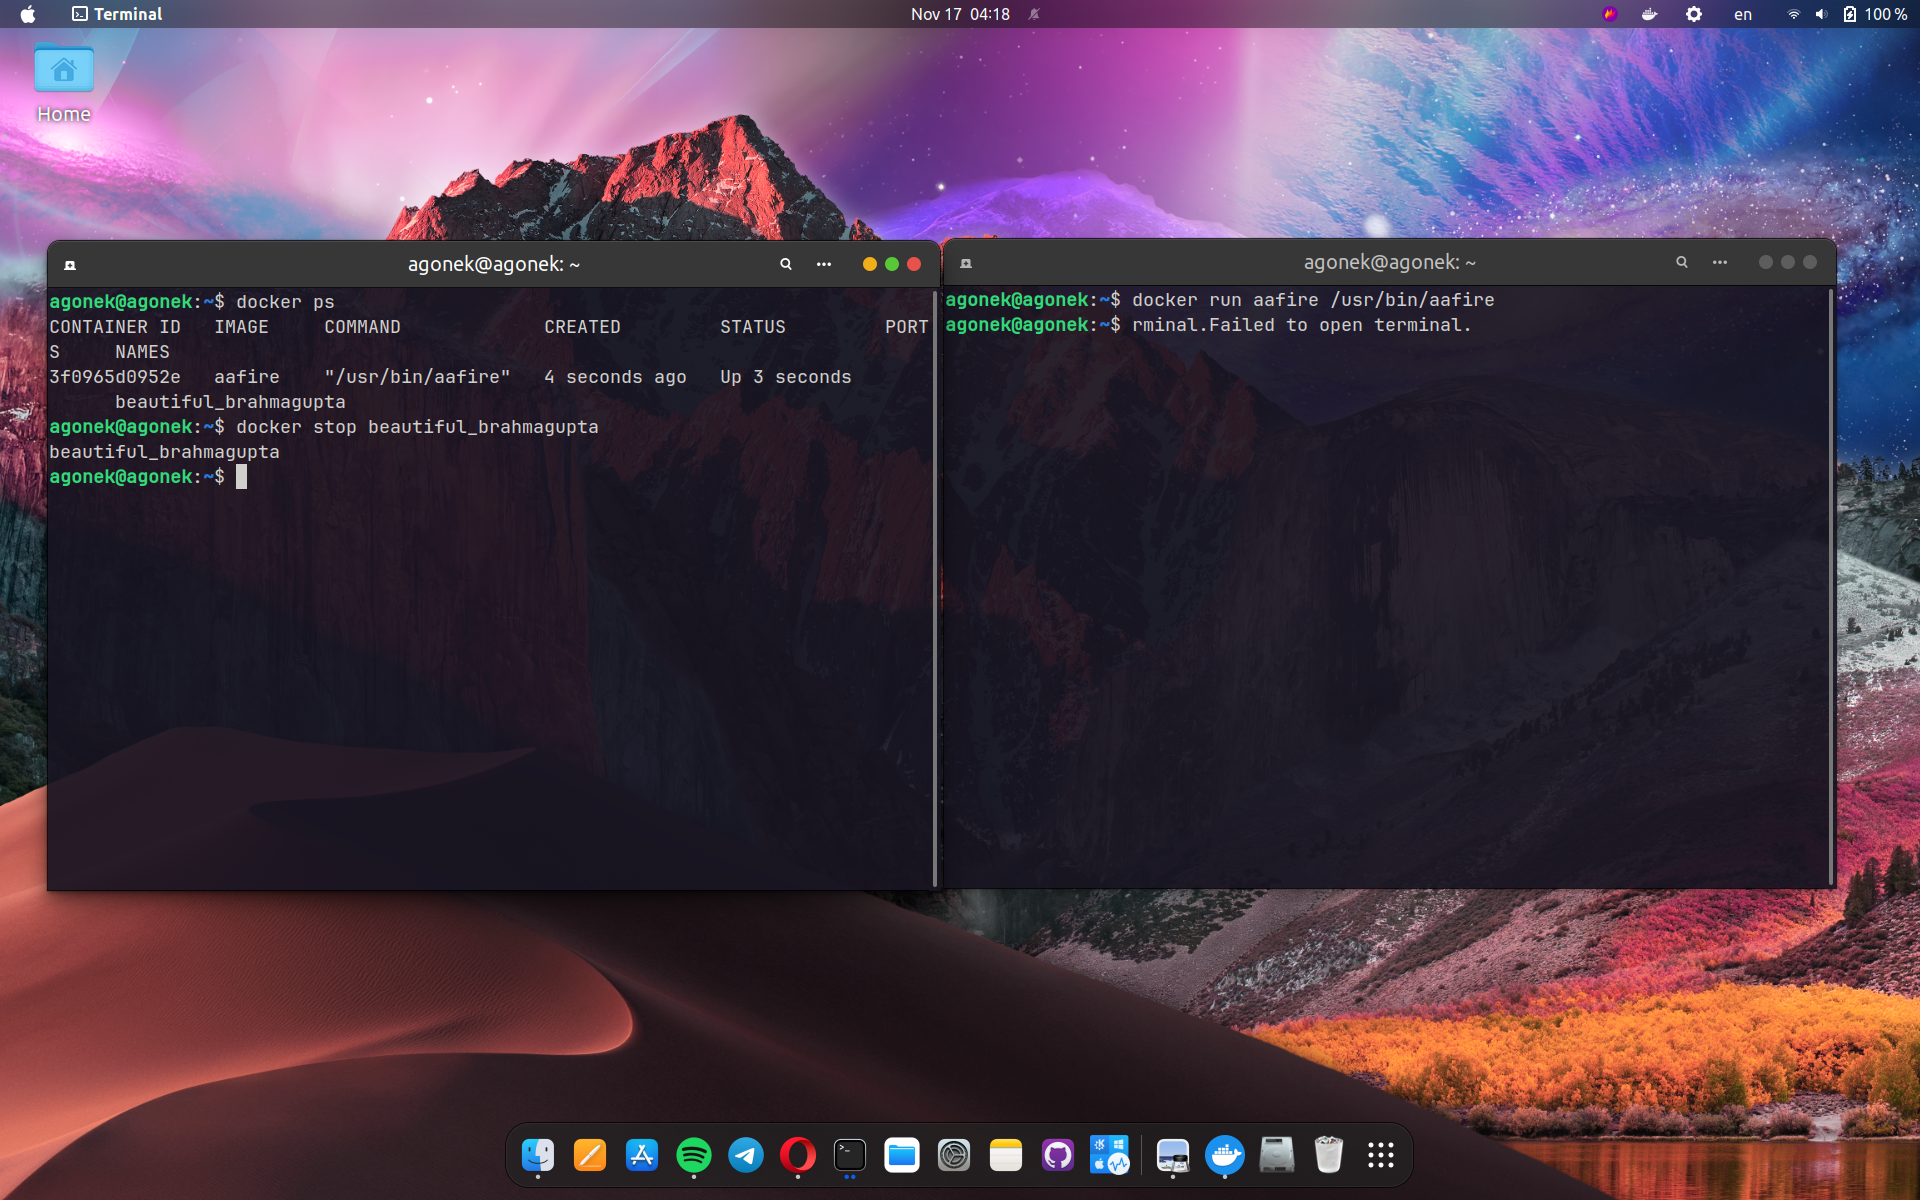 Terminal
Nov 17 04:18
en
100 %
Home
agonek@agonek: ~
agonek@agonek:~$ docker ps
CONTAINER ID   IMAGE     COMMAND             CREATED         STATUS         PORT
S     NAMES
3f0965d0952e   aafire    "/usr/bin/aafire"   4 seconds ago   Up 3 seconds
      beautiful_brahmagupta
agonek@agonek:~$ docker stop beautiful_brahmagupta
beautiful_brahmagupta
agonek@agonek:~$
agonek@agonek: ~
agonek@agonek:~$ docker run aafire /usr/bin/aafire
agonek@agonek:~$ rminal.Failed to open terminal.